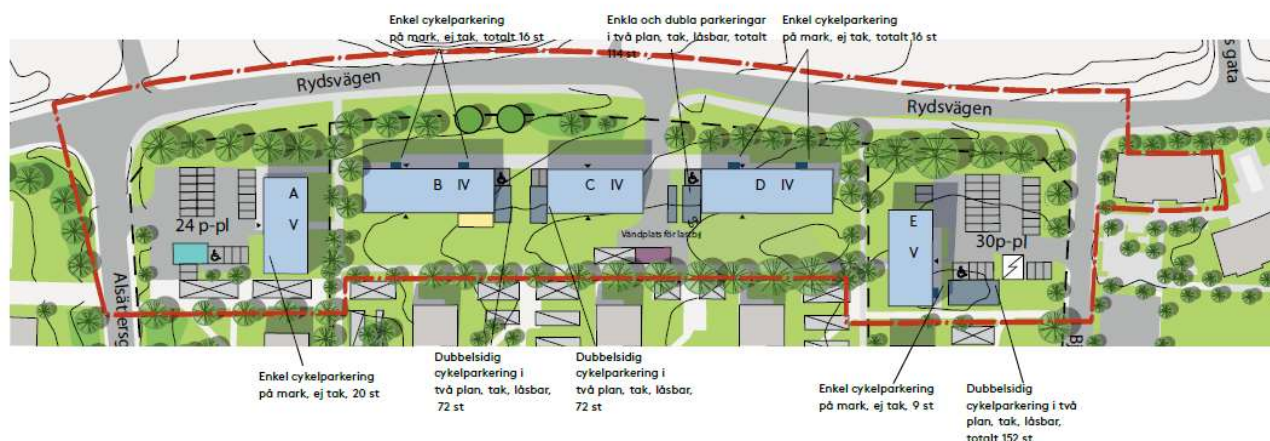 Enkel cykelparkering
på mark, ej tak, totalt 16 st
Enkla och dubla parkeringar
i två plan, tak, låsbar, totalt
114 st
Enkel cykelparkering
på mark, ej tak, totalt 16 st
Rydsvägen
Rydsvägen
s gata
A
V
B IV
C IV
D IV
E
V
24 p-pl
30p-pl
Vändplats för lastbil
Alsätersg
Enkel cykelparkering
på mark, ej tak, 20 st
Dubbelsidig
cykelparkering i
två plan, tak, låsbar,
72 st
Dubbelsidig
cykelparkering i
två plan, tak, låsbar,
72 st
Enkel cykelparkering
på mark, ej tak, 9 st
Dubbelsidig
cykelparkering i två
plan, tak, låsbar,
totalt 152 st